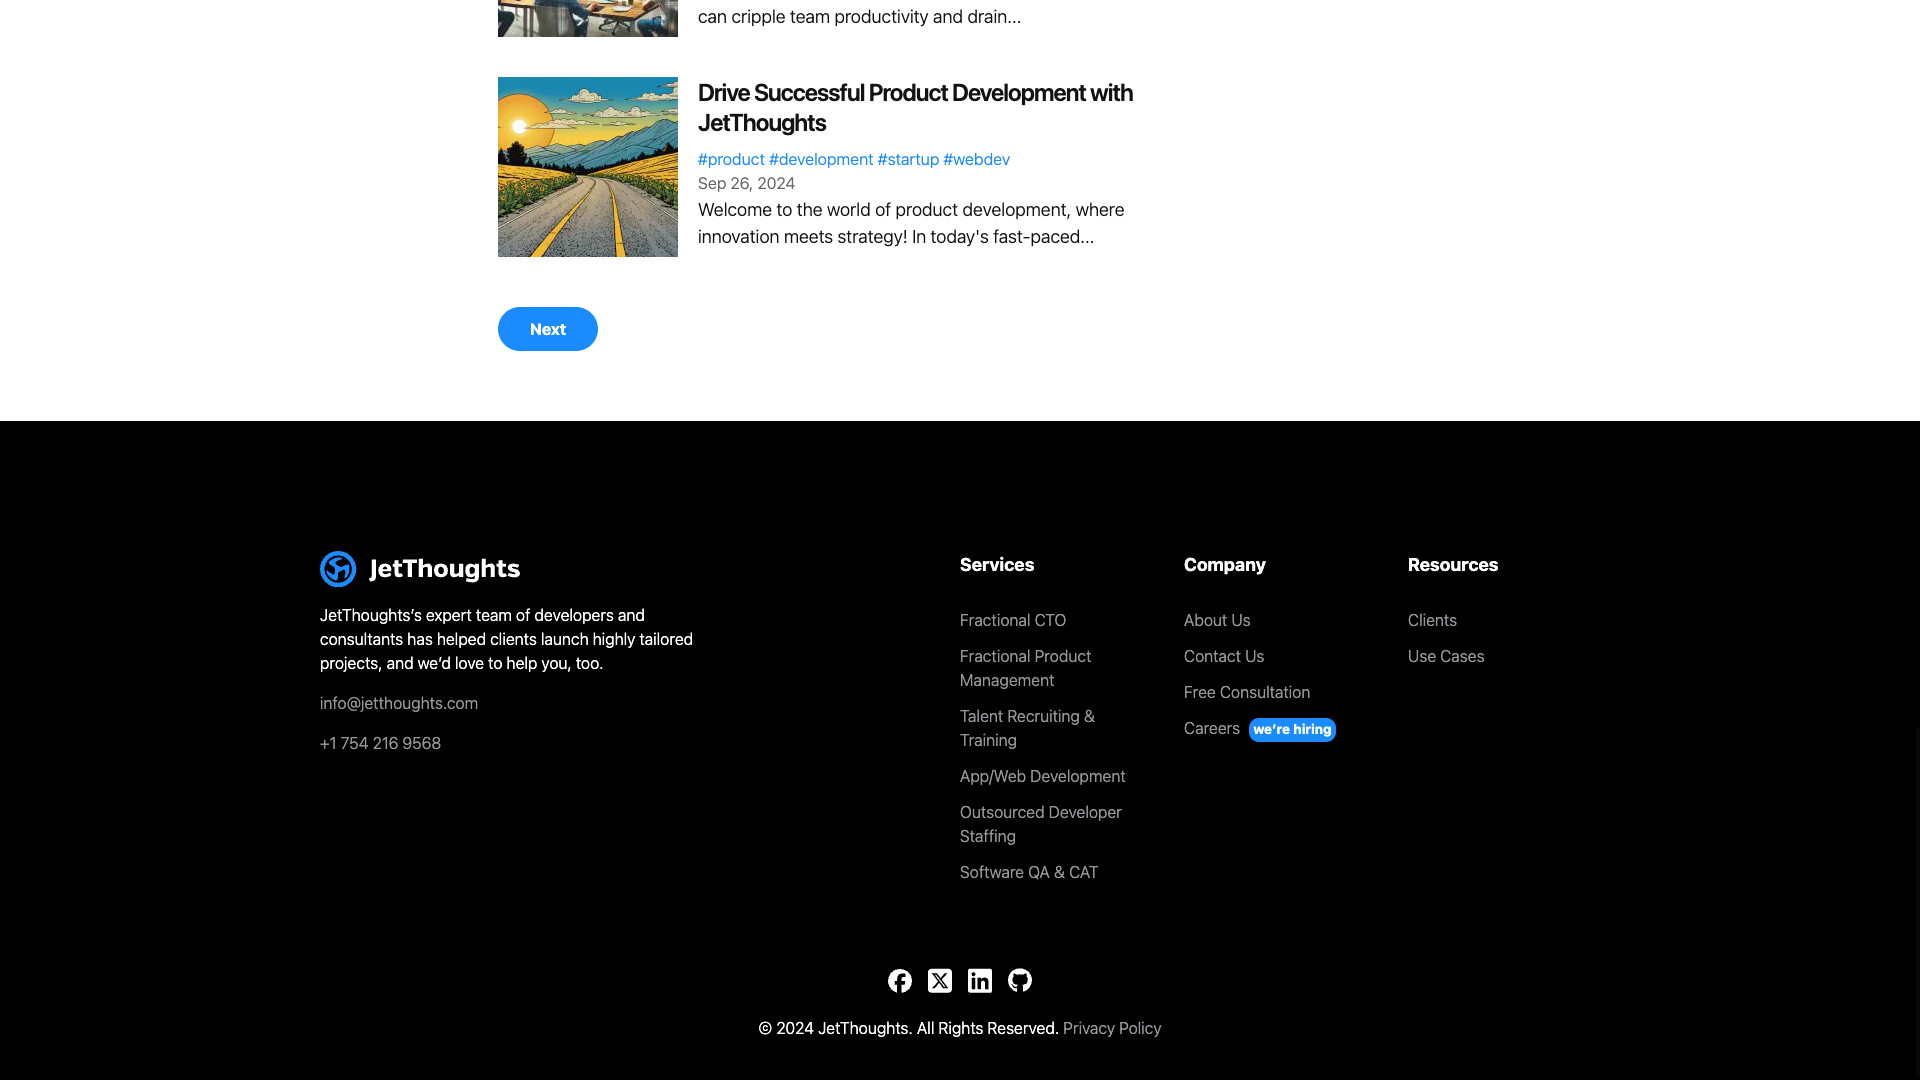 can cripple team productivity and drain...
Drive Successful Product Development with
JetThoughts
#product #development #startup #webdev
Sep 26, 2024
Welcome to the world of product development, where
innovation meets strategy! In today's fast-paced...
Next
JetThoughts
JetThoughts’s expert team of developers and
consultants has helped clients launch highly tailored
projects, and we’d love to help you, too.
info@jetthoughts.com
+1 754 216 9568
Services
Fractional CTO
Fractional Product
Management
Talent Recruiting &
Training
App/Web Development
Outsourced Developer
Staffing
Software QA & CAT
Company
About Us
Contact Us
Free Consultation
Careers we’re hiring
Resources
Clients
Use Cases
© 2024 JetThoughts. All Rights Reserved. Privacy Policy